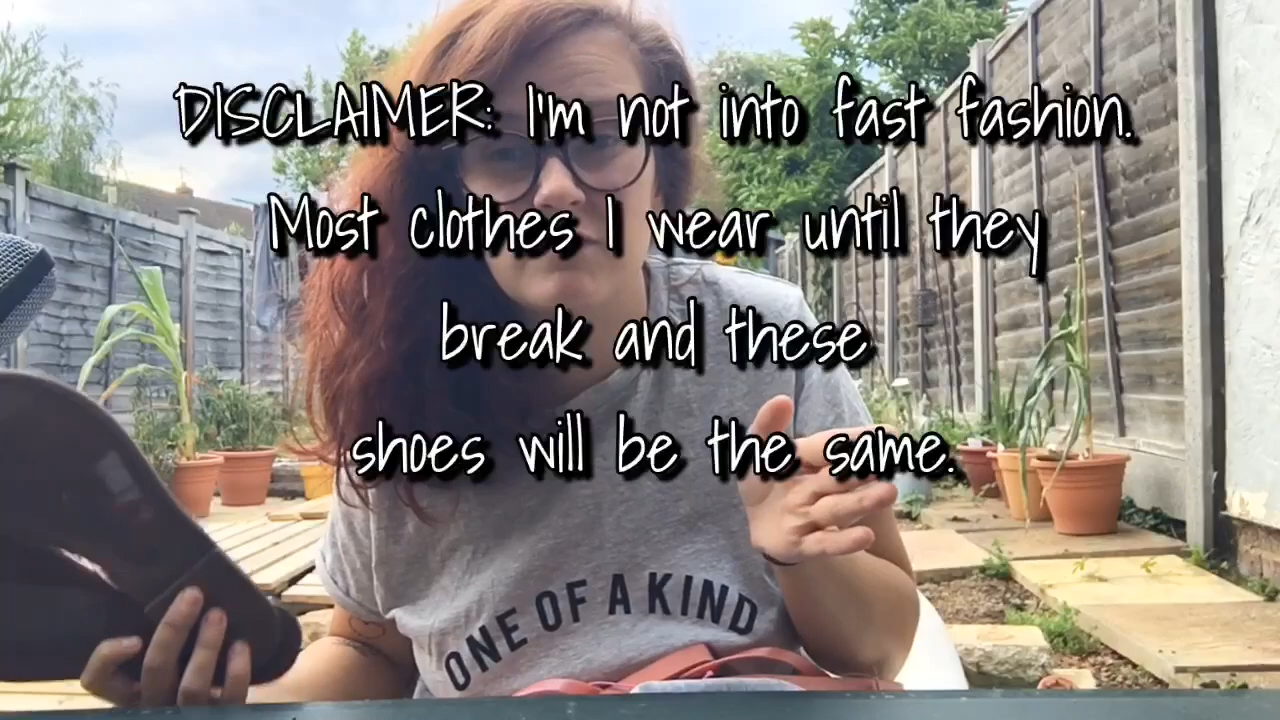 DISCLAIMER: I'm not into fast fashion.
Most clothes I wear until they
break and these
shoes will be the same.
ONE OF A KIND